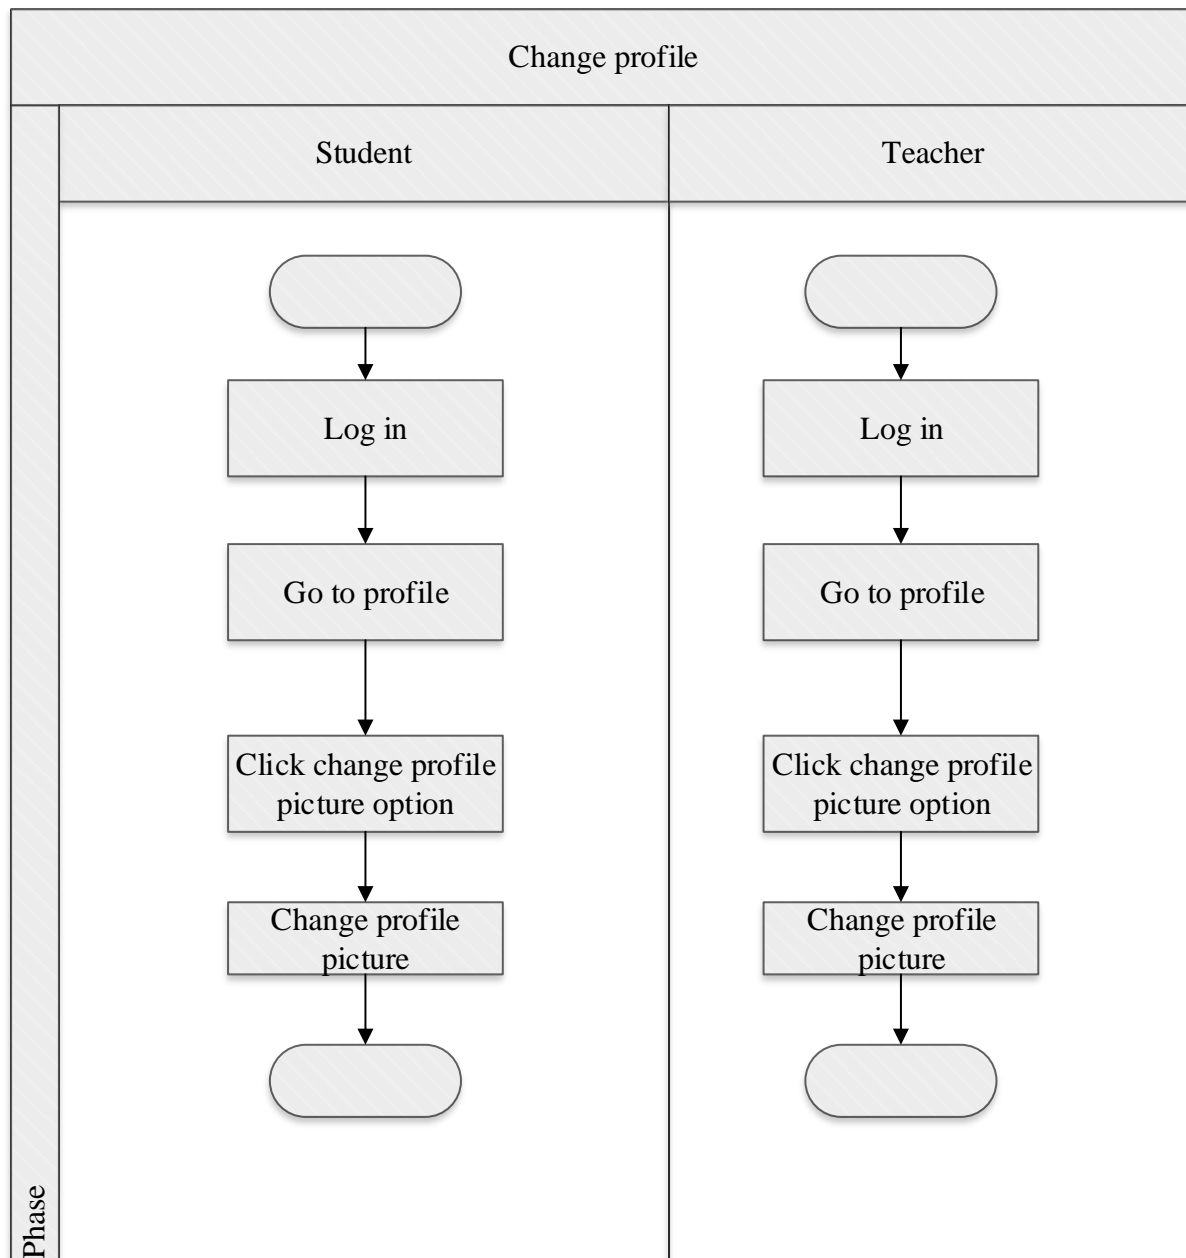 Change profile
Student
Teacher
Log in
Go to profile
Click change profile
picture option
Change profile
picture
Log in
Go to profile
Click change profile
picture option
Change profile
picture
Phase